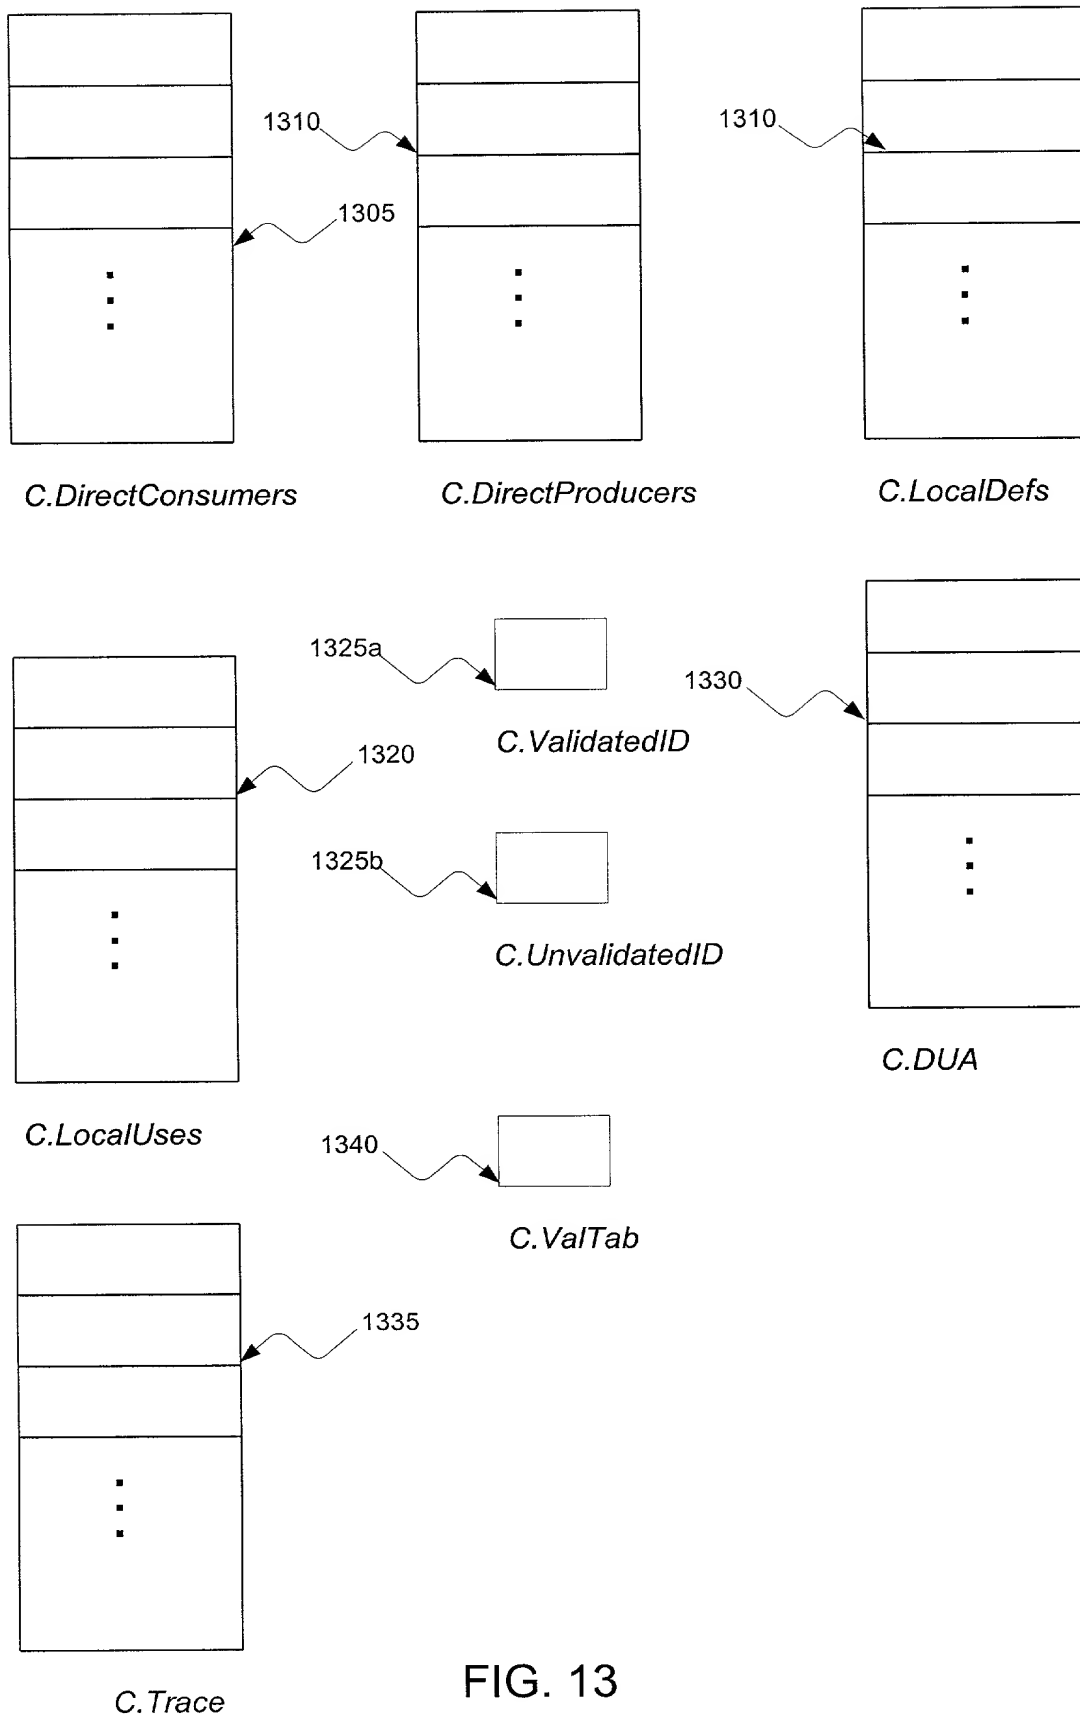 1310
1310
1305
C.DirectConsumers
C.DirectProducers
C.LocalDefs
1325a
1330
C.ValidatedID
1320
1325b
C.UnvalidatedID
C.DUA
C.LocalUses
1340
C.ValTab
1335
FIG. 13
C.Trace